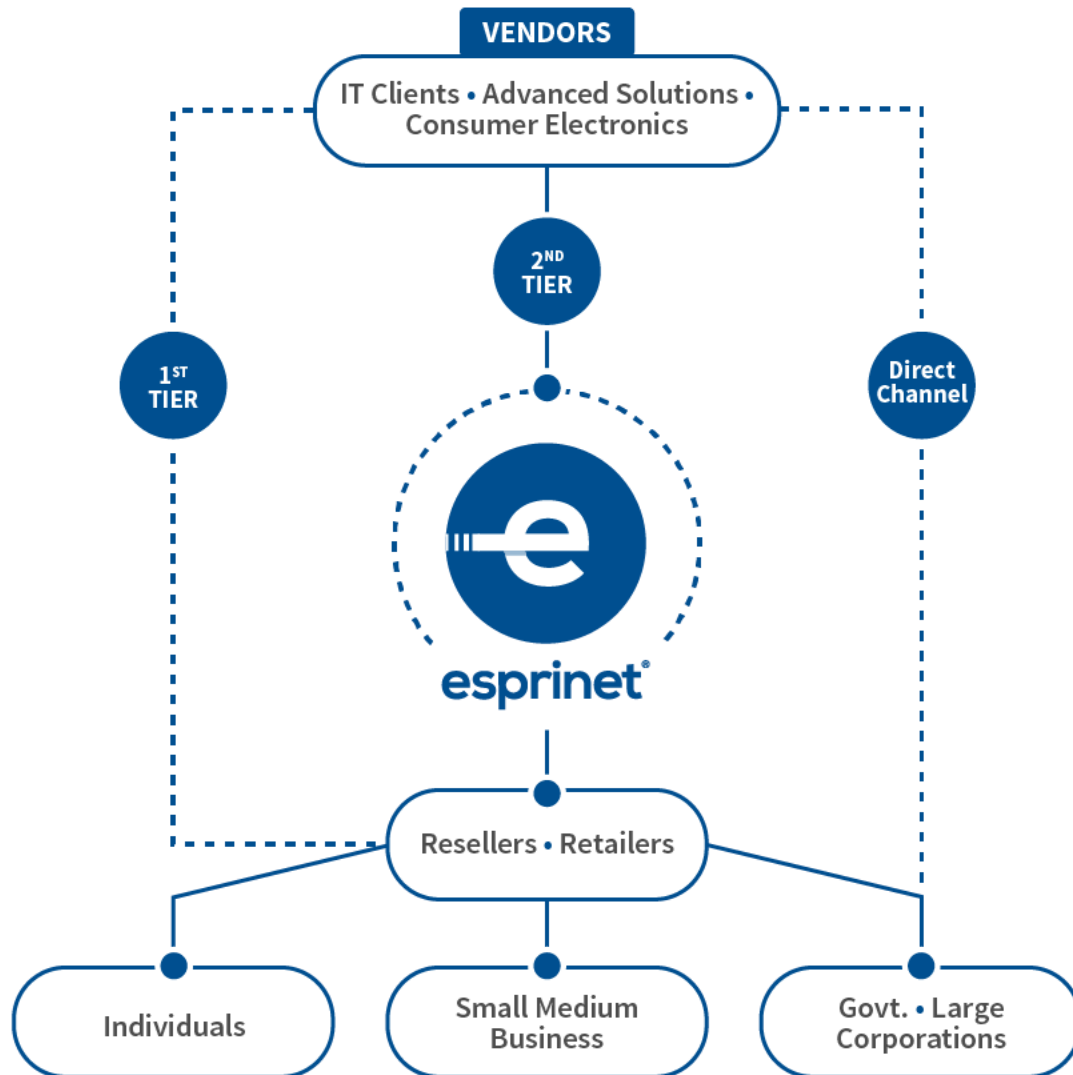 VENDORS
IT Clients • Advanced Solutions •
Consumer Electronics
2ND
TIER
1ST
TIER
Direct
Channel
e
esprinet®
Resellers • Retailers
Individuals
Small Medium
Business
Govt. • Large
Corporations